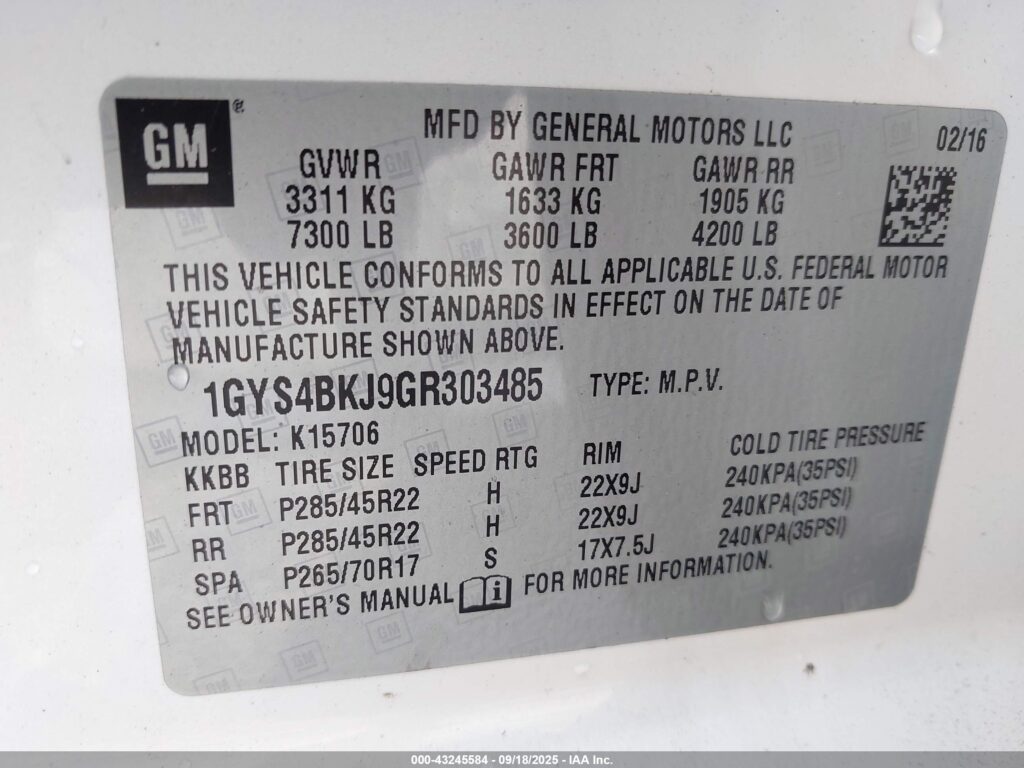 GM ®
MFD BY GENERAL MOTORS LLC
02/16
GVWR GAWR FRT GAWR RR
3311 KG 1633 KG 1905 KG
7300 LB 3600 LB 4200 LB
THIS VEHICLE CONFORMS TO ALL APPLICABLE U.S. FEDERAL MOTOR
VEHICLE SAFETY STANDARDS IN EFFECT ON THE DATE OF
MANUFACTURE SHOWN ABOVE.
1GYS4BKJ9GR303485 TYPE: M.P.V.
MODEL: K15706
KKBB TIRE SIZE SPEED RTG RIM COLD TIRE PRESSURE
FRT P285/45R22 H 22X9J 240KPA(35PSI)
RR P285/45R22 H 22X9J 240KPA(35PSI)
SPA P265/70R17 S 17X7.5J 240KPA(35PSI)
SEE OWNER'S MANUAL i FOR MORE INFORMATION.
000-43245584 - 09/18/2025 - IAA Inc.